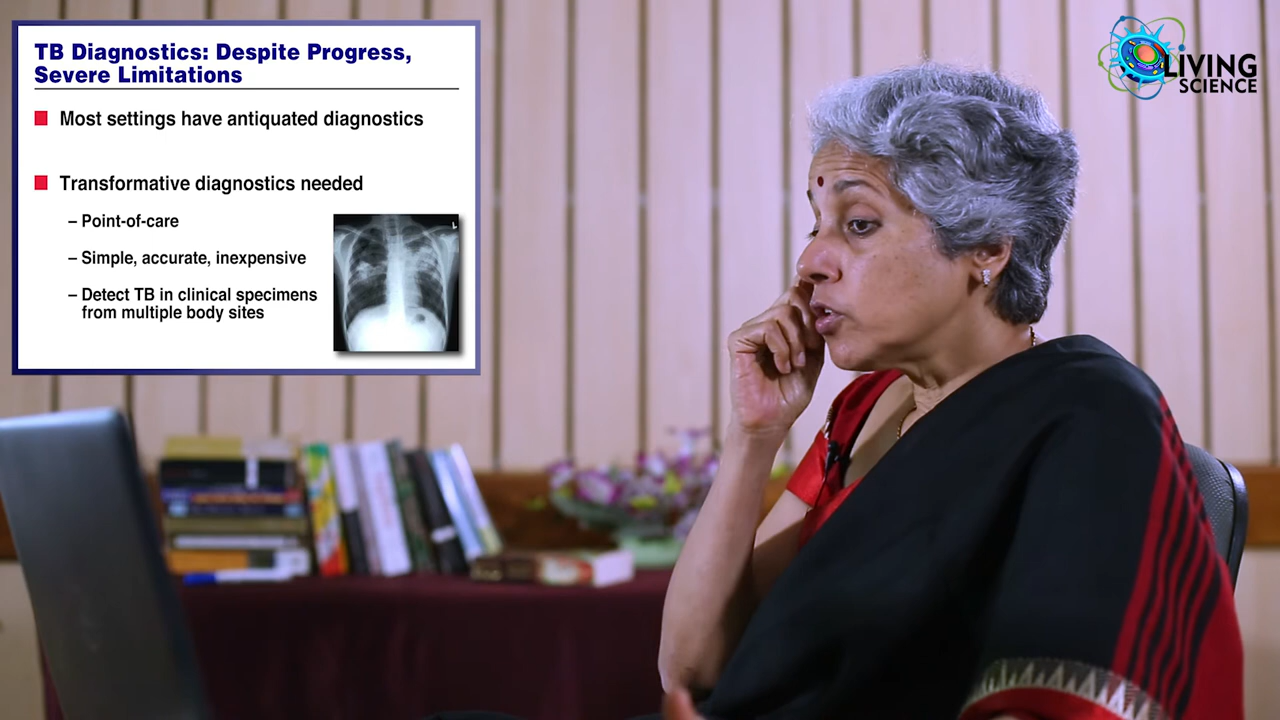 TB Diagnostics: Despite Progress,
Severe Limitations
Most settings have antiquated diagnostics
Transformative diagnostics needed
– Point-of-care
– Simple, accurate, inexpensive
– Detect TB in clinical specimens
from multiple body sites
L
LIVING
SCIENCE